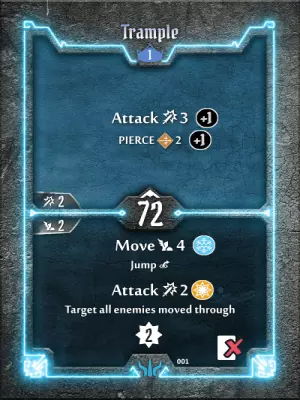 Trample
1
Attack 3 +1
PIERCE 2 +1
2
72
2
Move 4
Jump
Attack 2
Target all enemies moved through
2
001